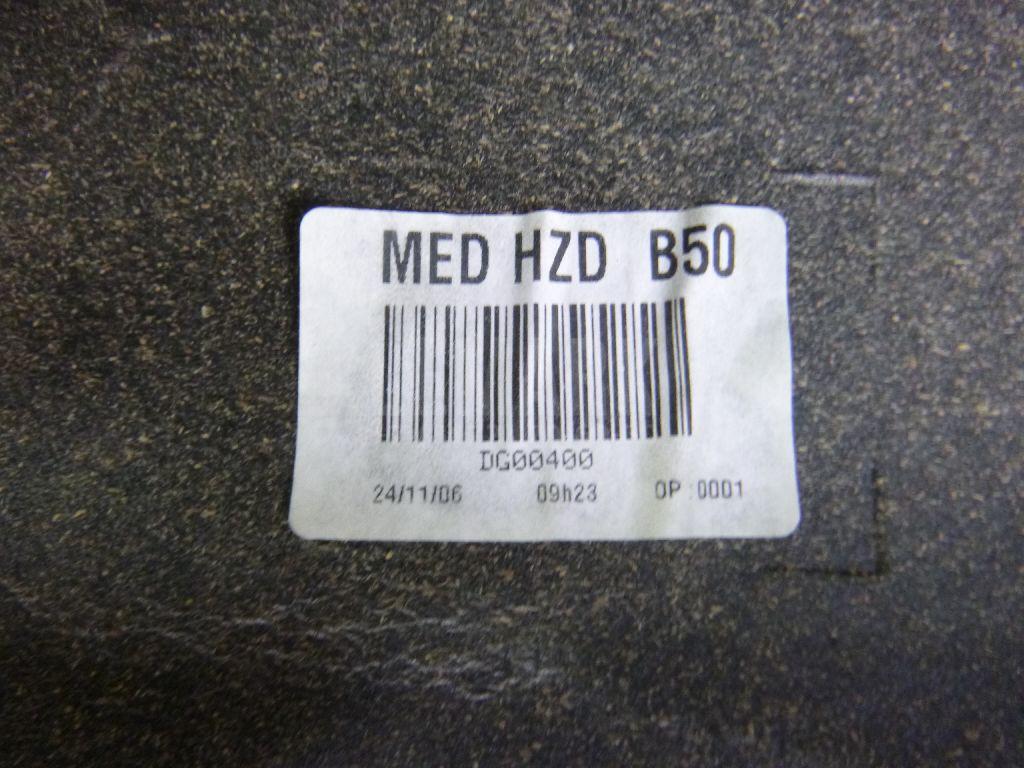 MED HZD B50
DG00400
24/11/06 09h23 OP :0001